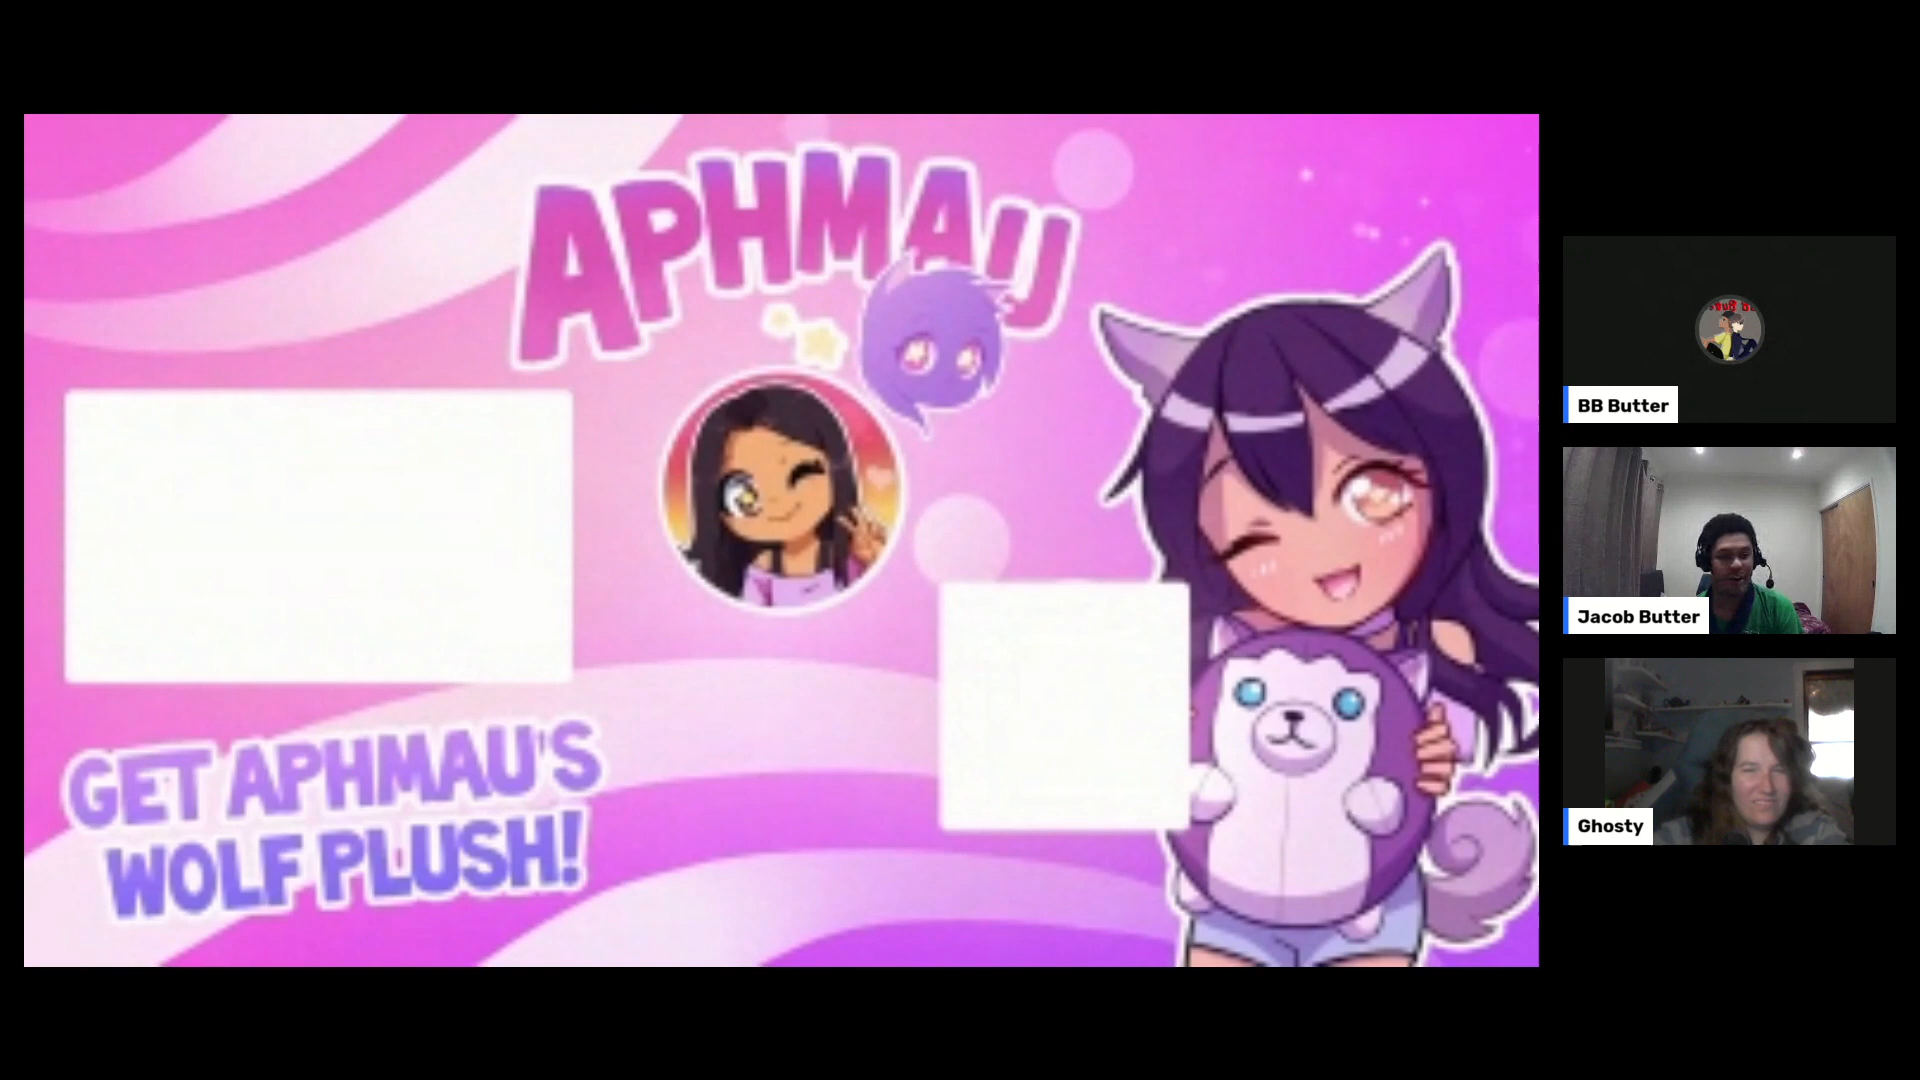 APHMAU
GET APHMAU'S
WOLF PLUSH!
BB Butter
Jacob Butter
Ghosty